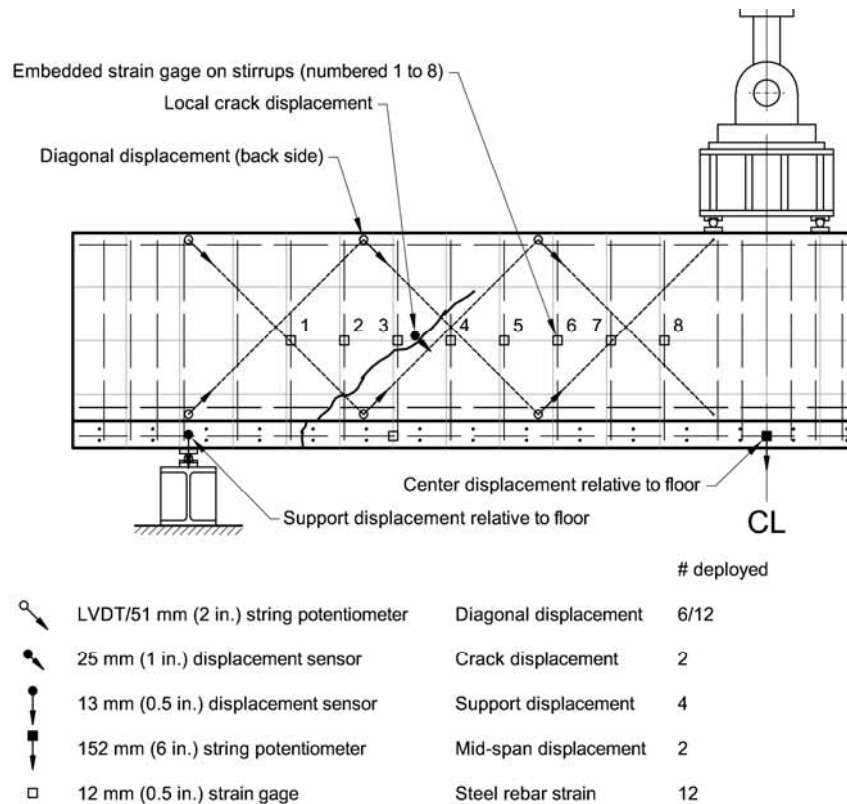 Embedded strain gage on stirrups (numbered 1 to 8)
Local crack displacement
Diagonal displacement (back side)
1 2 3 4 5 6 7 8
Center displacement relative to floor
Support displacement relative to floor
CL
# deployed
LVDT/51 mm (2 in.) string potentiometer Diagonal displacement 6/12
25 mm (1 in.) displacement sensor Crack displacement 2
13 mm (0.5 in.) displacement sensor Support displacement 4
152 mm (6 in.) string potentiometer Mid-span displacement 2
12 mm (0.5 in.) strain gage Steel rebar strain 12